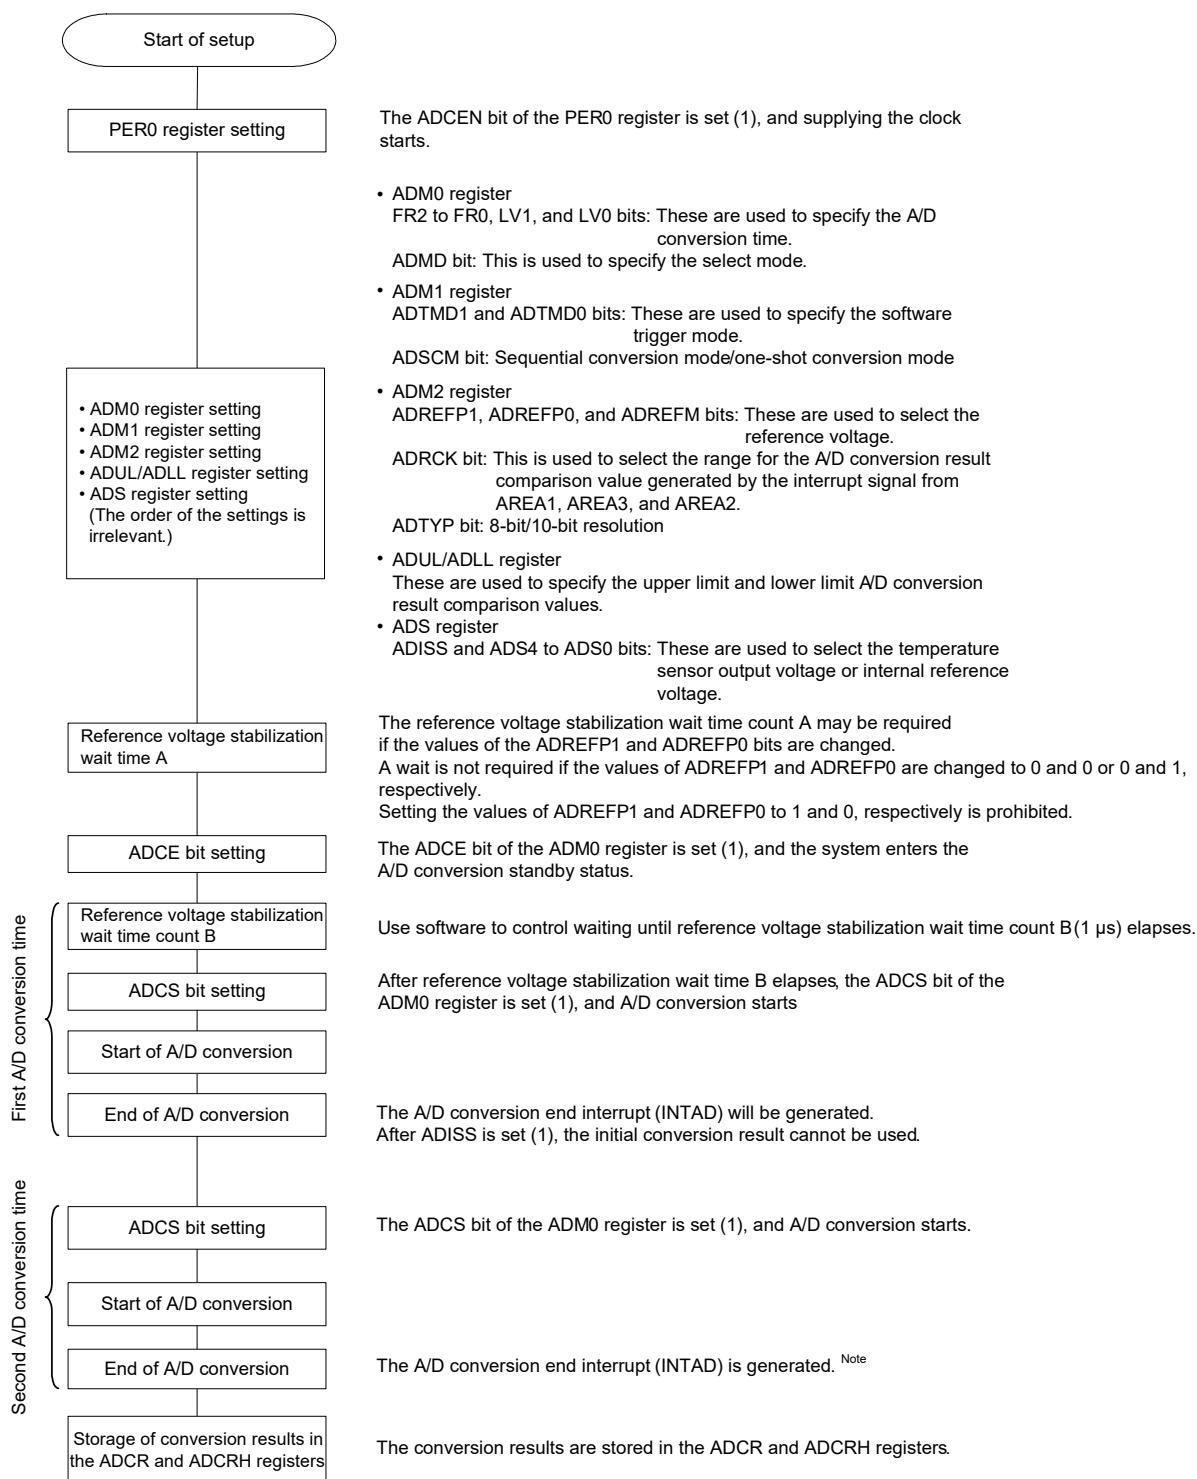 Start of setup
PER0 register setting
The ADCEN bit of the PER0 register is set (1), and supplying the clock
starts.
• ADM0 register
FR2 to FR0, LV1, and LV0 bits: These are used to specify the A/D
conversion time.
ADMD bit: This is used to specify the select mode.
• ADM1 register
ADTMD1 and ADTMD0 bits: These are used to specify the software
trigger mode.
ADSCM bit: Sequential conversion mode/one-shot conversion mode
• ADM2 register
ADREFP1, ADREFP0, and ADREFM bits: These are used to select the
reference voltage.
ADRCK bit: This is used to select the range for the A/D conversion result
comparison value generated by the interrupt signal from
AREA1, AREA3, and AREA2.
ADTYP bit: 8-bit/10-bit resolution
• ADUL/ADLL register
These are used to specify the upper limit and lower limit A/D conversion
result comparison values.
• ADS register
ADISS and ADS4 to ADS0 bits: These are used to select the temperature
sensor output voltage or internal reference
voltage.
• ADM0 register setting
• ADM1 register setting
• ADM2 register setting
• ADUL/ADLL register setting
• ADS register setting
(The order of the settings is
irrelevant.)
Reference voltage stabilization
wait time A
The reference voltage stabilization wait time count A may be required
if the values of the ADREFP1 and ADREFP0 bits are changed.
A wait is not required if the values of ADREFP1 and ADREFP0 are changed to 0 and 0 or 0 and 1,
respectively.
Setting the values of ADREFP1 and ADREFP0 to 1 and 0, respectively is prohibited.
ADCE bit setting
The ADCE bit of the ADM0 register is set (1), and the system enters the
A/D conversion standby status.
First A/D conversion time
Reference voltage stabilization
wait time count B
Use software to control waiting until reference voltage stabilization wait time count B (1 µs) elapses.
ADCS bit setting
After reference voltage stabilization wait time B elapses, the ADCS bit of the
ADM0 register is set (1), and A/D conversion starts
Start of A/D conversion
End of A/D conversion
The A/D conversion end interrupt (INTAD) will be generated.
After ADISS is set (1), the initial conversion result cannot be used.
Second A/D conversion time
ADCS bit setting
The ADCS bit of the ADM0 register is set (1), and A/D conversion starts.
Start of A/D conversion
End of A/D conversion
The A/D conversion end interrupt (INTAD) is generated. Note
Storage of conversion results in
the ADCR and ADCRH registers
The conversion results are stored in the ADCR and ADCRH registers.